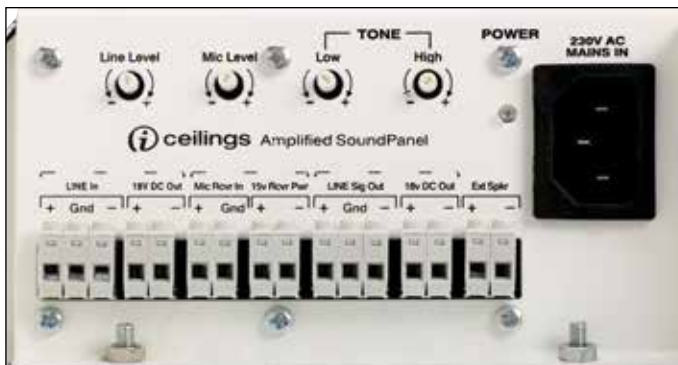 TONE
POWER
230V AC
MAINS IN
Line Level
Mic Level
Low
High
- +
- +
- +
- +
i ceilings Amplified SoundPanel
LINE In
18V DC Out
Mic Rcvr In
15v Rcvr Pwr
LINE Sig Out
18v DC Out
Ext Spkr
+ Gnd - + - + Gnd + - + Gnd - + - + -